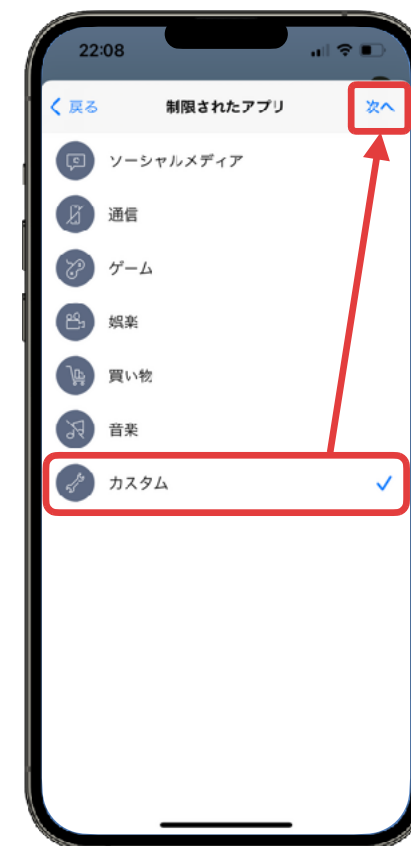 22:08
戻る 制限されたアプリ 次へ
ソーシャルメディア
通信
ゲーム
娯楽
買い物
音楽
カスタム